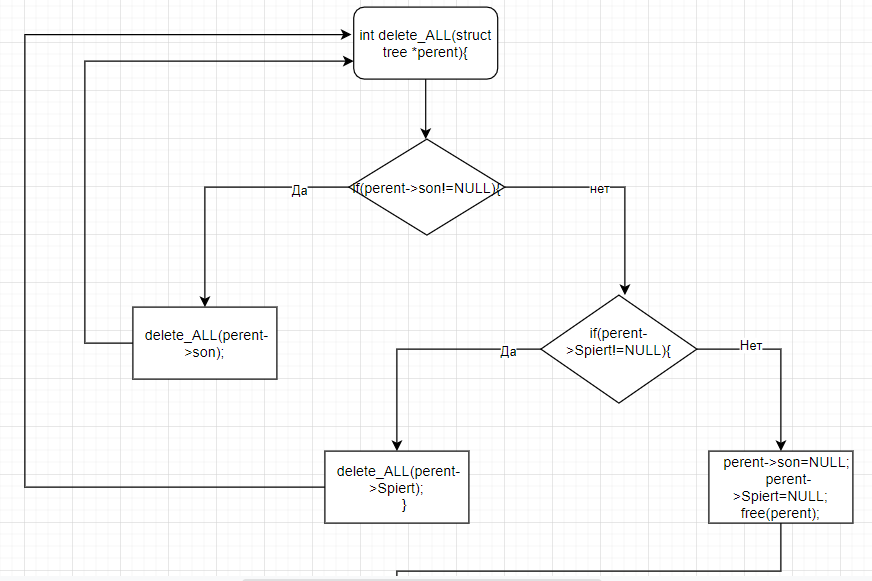 int delete_ALL(struct
tree *perent){
if(perent->son!=NULL){
Да
нет
delete_ALL(perent-
>son);
if(perent-
>Spiert!=NULL){
Да
Нет
delete_ALL(perent-
>Spiert);
}
perent->son=NULL;
perent-
>Spiert=NULL;
free(perent);